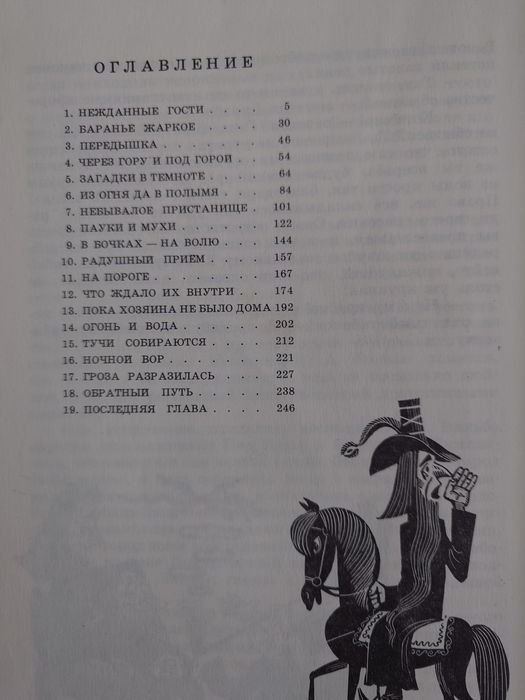 ОГЛАВЛЕНИЕ
1. НЕЖДАННЫЕ ГОСТИ . . . . 5
2. БАРАНЬЕ ЖАРКОЕ . . . . 30
3. ПЕРЕДЫШКА . . . . . . . 46
4. ЧЕРЕЗ ГОРУ И ПОД ГОРОЙ . . 54
5. ЗАГАДКИ В ТЕМНОТЕ . . . 64
6. ИЗ ОГНЯ ДА В ПОЛЫМЯ . . . 84
7. НЕБЫВАЛОЕ ПРИСТАНИЩЕ . . 101
8. ПАУКИ И МУХИ . . . . . 122
9. В БОЧКАХ — НА ВОЛЮ . . . 144
10. РАДУШНЫЙ ПРИЕМ . . . . 157
11. НА ПОРОГЕ . . . . . . . 167
12. ЧТО ЖДАЛО ИХ ВНУТРИ . . . 174
13. ПОКА ХОЗЯИНА НЕ БЫЛО ДОМА 192
14. ОГОНЬ И ВОДА . . . . . 202
15. ТУЧИ СОБИРАЮТСЯ . . . . 212
16. НОЧНОЙ ВОР . . . . . . 221
17. ГРОЗА РАЗРАЗИЛАСЬ . . . 227
18. ОБРАТНЫЙ ПУТЬ . . . . . 238
19. ПОСЛЕДНЯЯ ГЛАВА . . . . 246